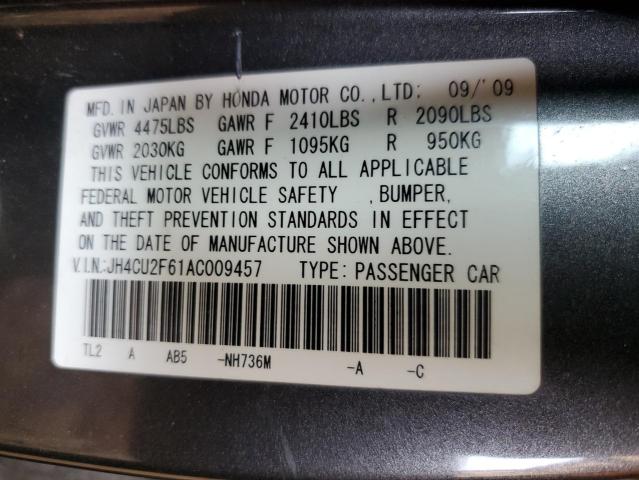 MFD. IN JAPAN BY HONDA MOTOR CO., LTD: 09/'09
GVWR 4475LBS GAWR F 2410LBS R 2090LBS
GVWR 2030KG GAWR F 1095KG R 950KG
THIS VEHICLE CONFORMS TO ALL APPLICABLE
FEDERAL MOTOR VEHICLE SAFETY , BUMPER,
AND THEFT PREVENTION STANDARDS IN EFFECT
ON THE DATE OF MANUFACTURE SHOWN ABOVE.
V.I.N.:JH4CU2F61AC009457 TYPE: PASSENGER CAR
TL2 A AB5 -NH736M -A -C